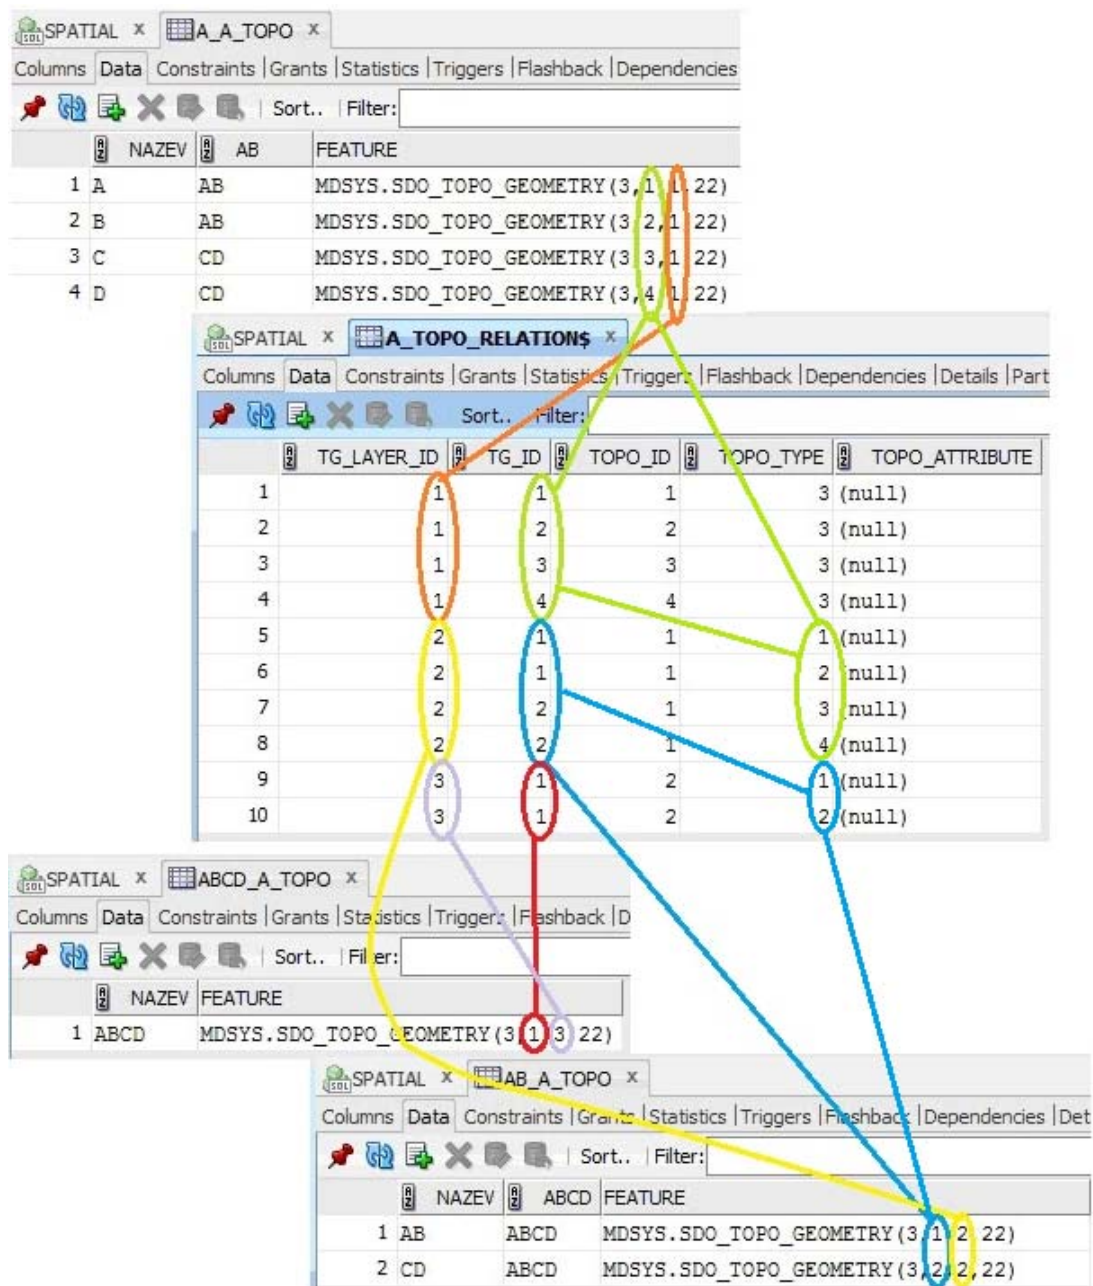 SPATIAL x A_A_TOPO x
Columns Data Constraints |Grants |Statistics |Triggers |Flashback |Dependencies
Sort.. Filter:
NAZEV AB FEATURE
1 A AB MDSYS.SDO_TOPO_GEOMETRY(3,1,1,22)
2 B AB MDSYS.SDO_TOPO_GEOMETRY(3,2,1,22)
3 C CD MDSYS.SDO_TOPO_GEOMETRY(3,3,1,22)
4 D CD MDSYS.SDO_TOPO_GEOMETRY(3,4,1,22)
SPATIAL x A_TOPO_RELATION$ x
Columns Data Constraints |Grants |Statistics |Triggers |Flashback |Dependencies |Details |Part
Sort.. Filter:
TG_LAYER_ID TG_ID TOPO_ID TOPO_TYPE TOPO_ATTRIBUTE
1 1 1 1 3 (null)
2 1 2 2 3 (null)
3 1 3 3 3 (null)
4 1 4 4 3 (null)
5 2 1 1 1 (null)
6 2 1 1 2 (null)
7 2 2 1 3 (null)
8 2 2 1 4 (null)
9 3 1 2 1 (null)
10 3 1 2 2 (null)
SPATIAL x ABCD_A_TOPO x
Columns Data Constraints |Grants |Statistics |Triggers |Flashback |D
Sort.. Filter:
NAZEV FEATURE
1 ABCD MDSYS.SDO_TOPO_GEOMETRY(3,1,3,22)
SPATIAL x AB_A_TOPO x
Columns Data Constraints |Grants |Statistics |Triggers |Flashback |Dependencies |Det
Sort.. Filter:
NAZEV ABCD FEATURE
1 AB ABCD MDSYS.SDO_TOPO_GEOMETRY(3,1,2,22)
2 CD ABCD MDSYS.SDO_TOPO_GEOMETRY(3,2,2,22)